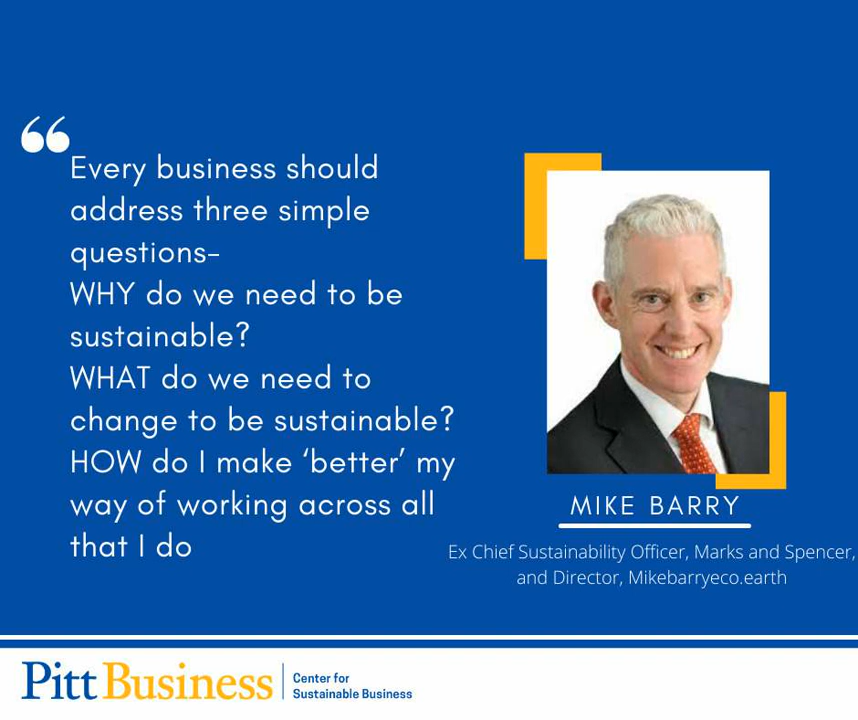 “
Every business should
address three simple
questions-
WHY do we need to be
sustainable?
WHAT do we need to
change to be sustainable?
HOW do I make ‘better’ my
way of working across all
that I do
MIKE BARRY
Ex Chief Sustainability Officer, Marks and Spencer,
and Director, Mikebarryeco.earth
Pitt Business
Center for
Sustainable Business